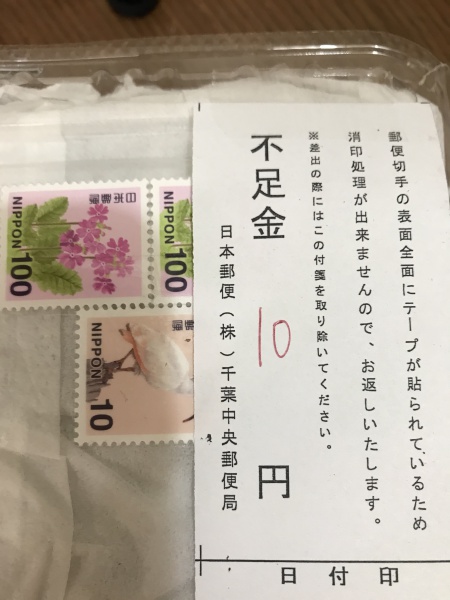 郵便切手の表面全面にテープが貼られているため
消印処理が出来ませんので、お返しいたします。
※差出の際にはこの付箋を取り除いてください。
不足金 10 円
日本郵便(株)千葉中央郵便局
日付印
日本郵便
NIPPON 100
NIPPON 100
郵便
NIPPON 10